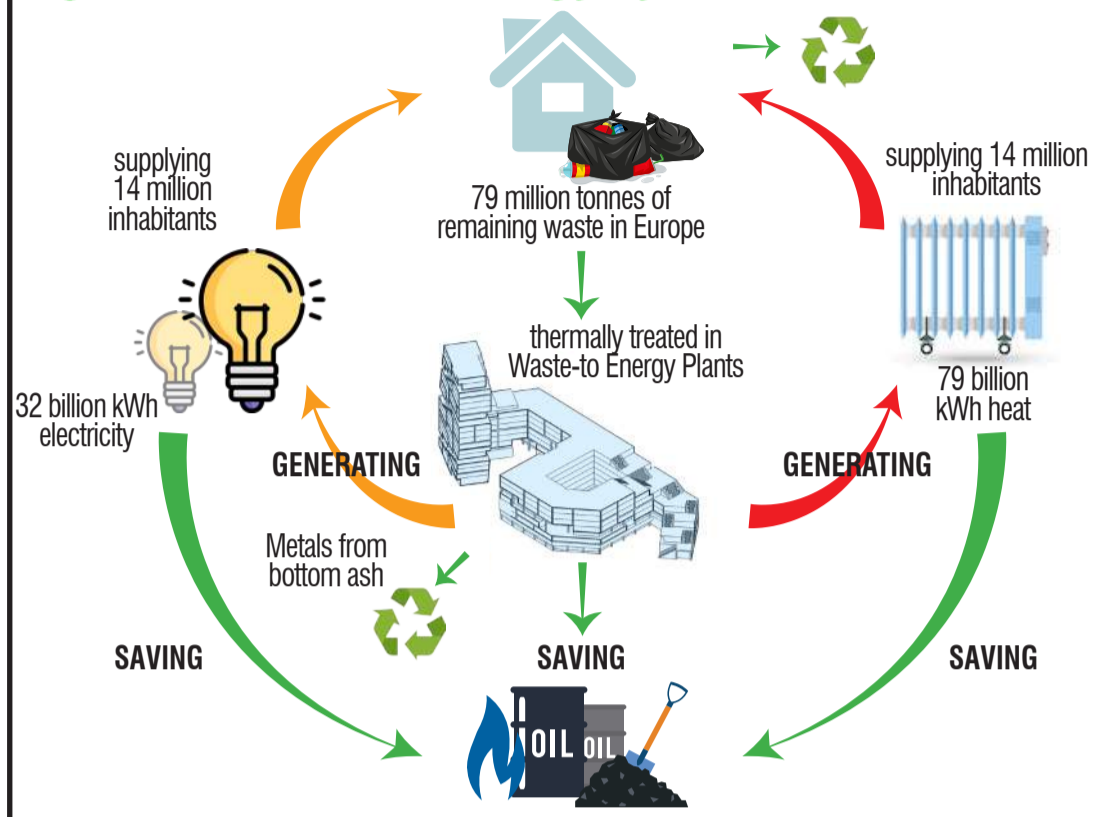 supplying
14 million
inhabitants
79 million tonnes of
remaining waste in Europe
supplying 14 million
inhabitants
thermally treated in
Waste-to Energy Plants
32 billion kWh
electricity
79 billion
kWh heat
GENERATING
GENERATING
Metals from
bottom ash
SAVING
SAVING
SAVING
OIL
OIL